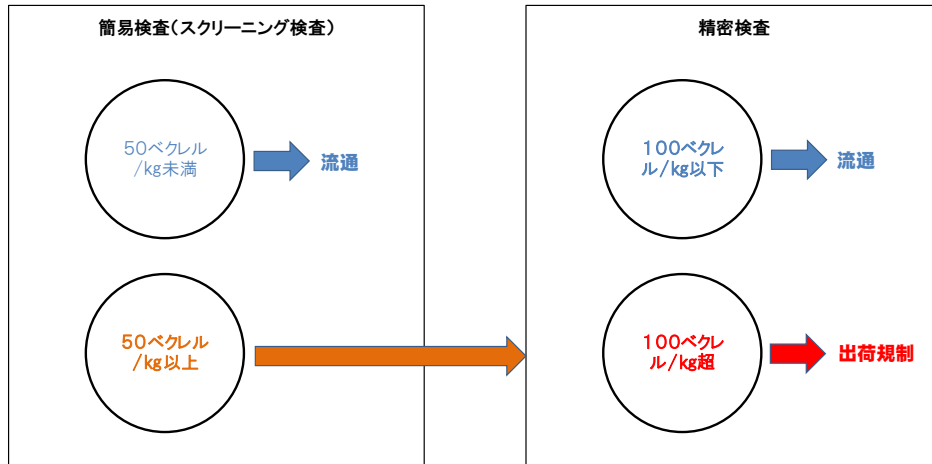 簡易検査(スクリーニング検査)
50ベクレル
/kg未満
流通
50ベクレル
/kg以上
精密検査
100ベクレ
ル/kg以下
流通
100ベクレ
ル/kg超
出荷規制